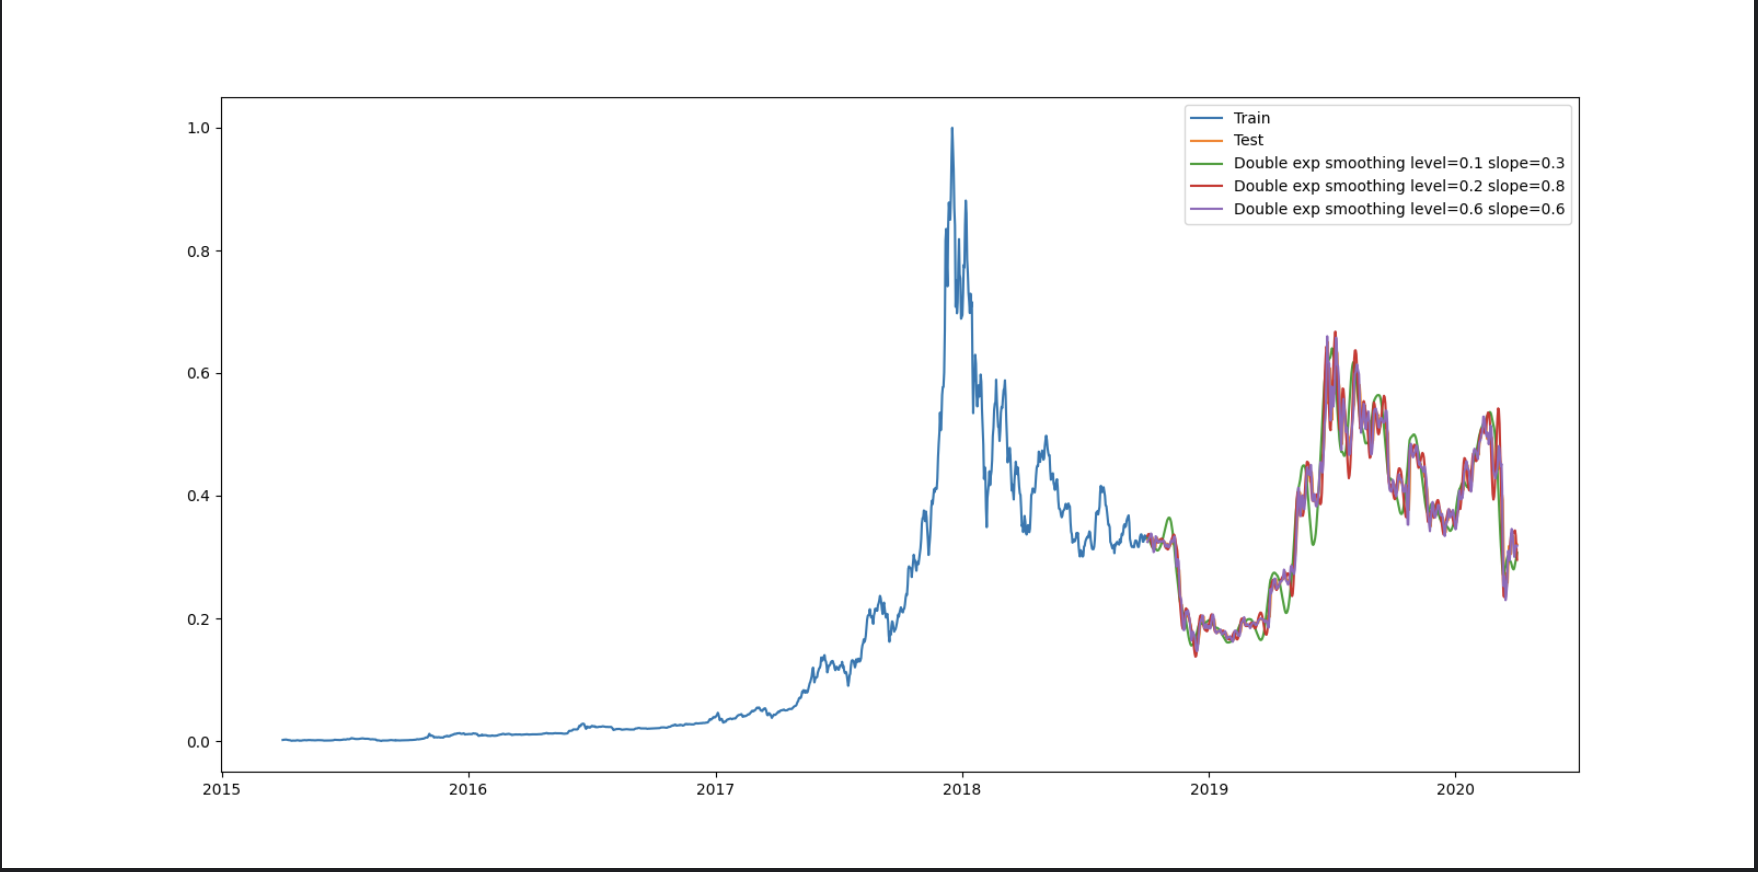 Train
Test
Double exp smoothing level=0.1 slope=0.3
Double exp smoothing level=0.2 slope=0.8
Double exp smoothing level=0.6 slope=0.6
1.0
0.8
0.6
0.4
0.2
0.0
2015 2016 2017 2018 2019 2020